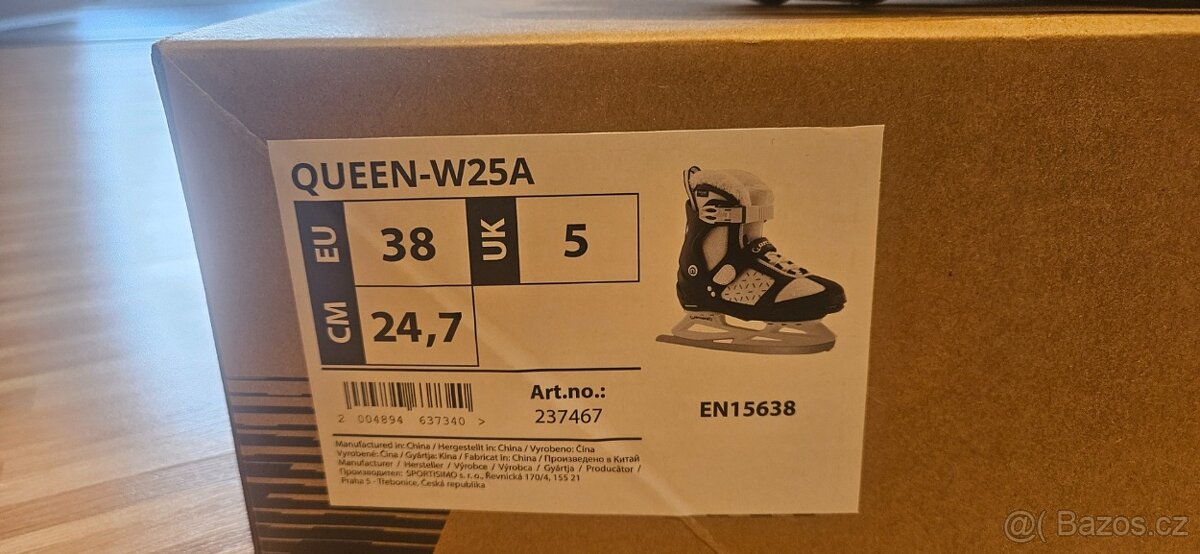 QUEEN-W25A
EU 38 UK 5
CM 24,7
2 004894 637340 >
Art.no.:
237467
EN15638
Manufactured in: China / Hergestellt in: China / Vyrobeno: Čína
Vyrobené: Čína / Gyártja: Kína / Fabricat în: China / Произведено в Китай
Manufacturer / Hersteller / Výrobce / Výrobca / Gyártja / Producător /
Производител: SPORTISIMO s. r. o., Řevnická 170/4, 155 21
Praha 5 - Třebonice, Česká republika
@( Bazos.cz